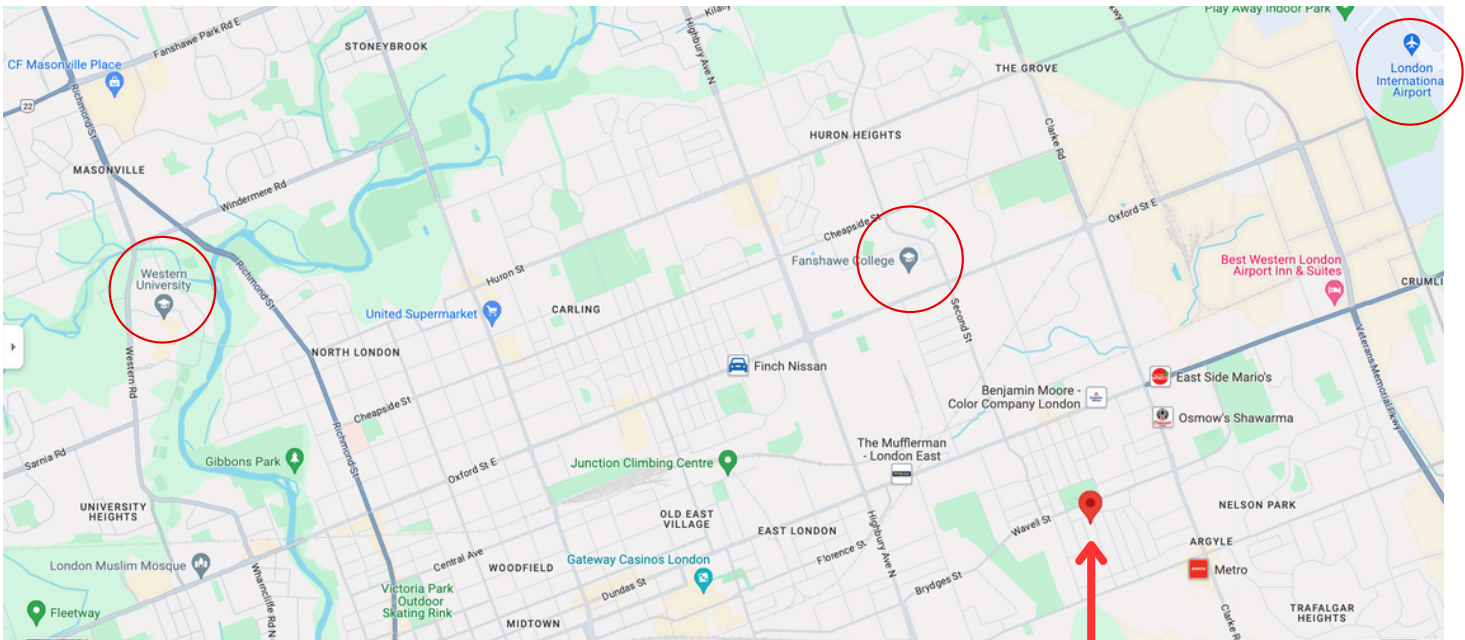 Play Away Indoor Park
Kilally
Fanshawe Park Rd E
STONEYBROOK
Highbury Ave N
CF Masonville Place
22
Richmond St
THE GROVE
London
Internationa
Airport
HURON HEIGHTS
Clarke Rd
MASONVILLE
Windermere Rd
Cheapside St
Oxford St E
Western
University
Fanshawe College
Best Western London
Airport Inn & Suites
CRUMLI
Richmond St
Huron St
United Supermarket
CARLING
Second St
NORTH LONDON
Western Rd
Veterans Memorial Pkwy
Finch Nissan
East Side Mario's
Benjamin Moore -
Color Company London
Osmow's Shawarma
Cheapside St
Richmond St
The Mufflerman
- London East
Sarnia Rd
Gibbons Park
Oxford St E
Junction Climbing Centre
UNIVERSITY
HEIGHTS
OLD EAST
VILLAGE
EAST LONDON
Highbury Ave N
Wavell St
NELSON PARK
ARGYLE
Florence St
Central Ave
WOODFIELD
Gateway Casinos London
London Muslim Mosque
Metro
Wharncliffe Rd N
Victoria Park
Outdoor
Skating Rink
Dundas St
Brydges St
Fleetway
MIDTOWN
Clarke R
TRAFALGAR
HEIGHTS